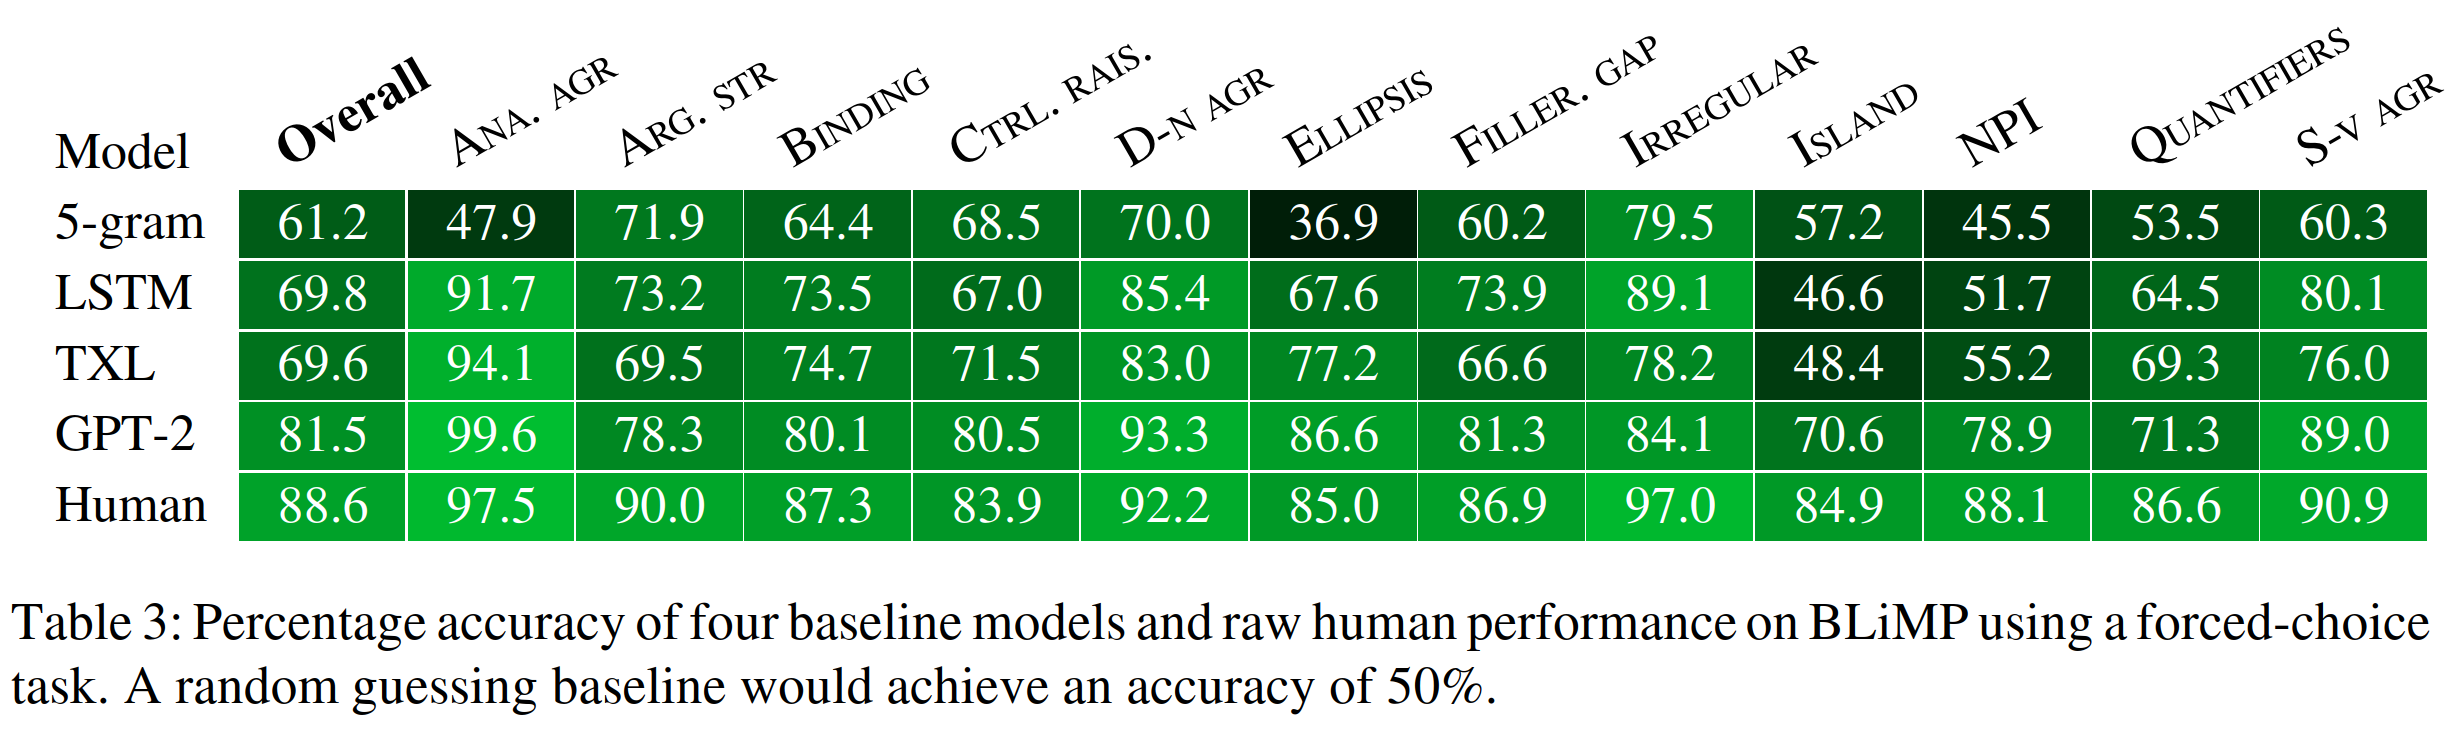 Model Overall ANA. AGR ARG. STR BINDING CTRL. RAIS. D-N AGR ELLIPSIS FILLER. GAP IRREGULAR ISLAND NPI QUANTIFIERS S-V AGR
5-gram 61.2 47.9 71.9 64.4 68.5 70.0 36.9 60.2 79.5 57.2 45.5 53.5 60.3
LSTM 69.8 91.7 73.2 73.5 67.0 85.4 67.6 73.9 89.1 46.6 51.7 64.5 80.1
TXL 69.6 94.1 69.5 74.7 71.5 83.0 77.2 66.6 78.2 48.4 55.2 69.3 76.0
GPT-2 81.5 99.6 78.3 80.1 80.5 93.3 86.6 81.3 84.1 70.6 78.9 71.3 89.0
Human 88.6 97.5 90.0 87.3 83.9 92.2 85.0 86.9 97.0 84.9 88.1 86.6 90.9
Table 3: Percentage accuracy of four baseline models and raw human performance on BLiMP using a forced-choice
task. A random guessing baseline would achieve an accuracy of 50%.